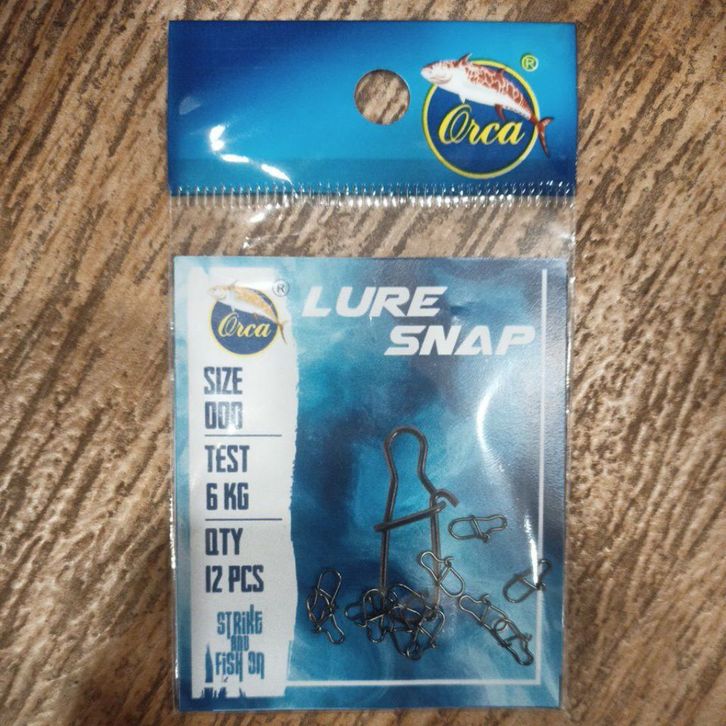 ®
Orca
®
Orca
LURE
SNAP
SIZE
000
TEST
6 KG
QTY
12 PCS
STRIKE
AND
FISH ON